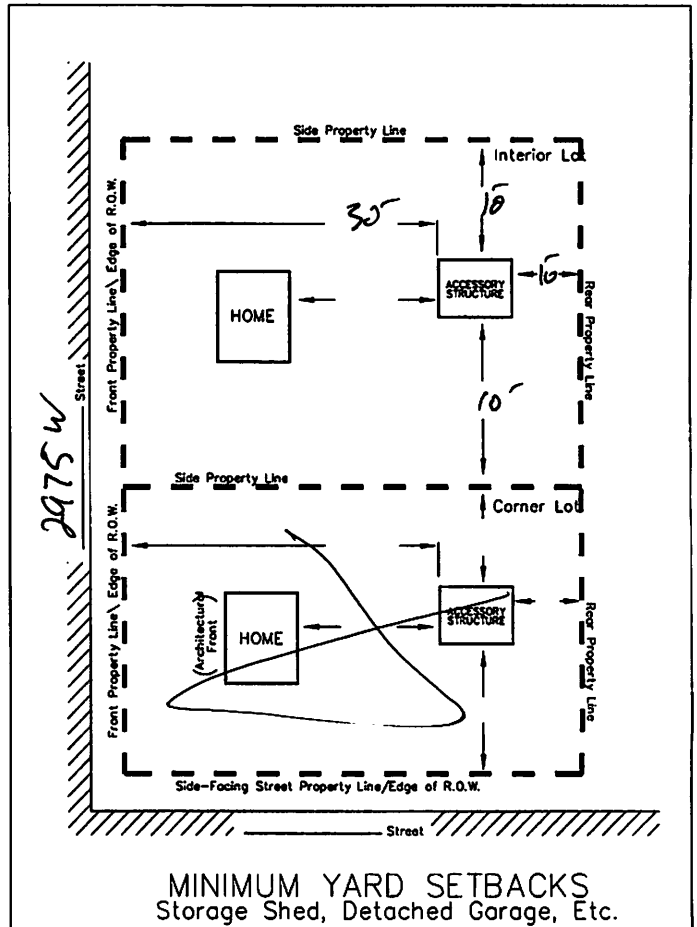 Side Property Line
Interior Lot
Front Property Line\ Edge of R.O.W.
30'
10'
ACCESSORY
STRUCTURE
10'
HOME
Rear Property Line
10'
2975 W
Street
Side Property Line
Corner Lot
Front Property Line\ Edge of R.O.W.
(Architectural
Front)
HOME
ACCESSORY
STRUCTURE
Rear Property Line
Side-Facing Street Property Line/Edge of R.O.W.
Street
MINIMUM YARD SETBACKS
Storage Shed, Detached Garage, Etc.